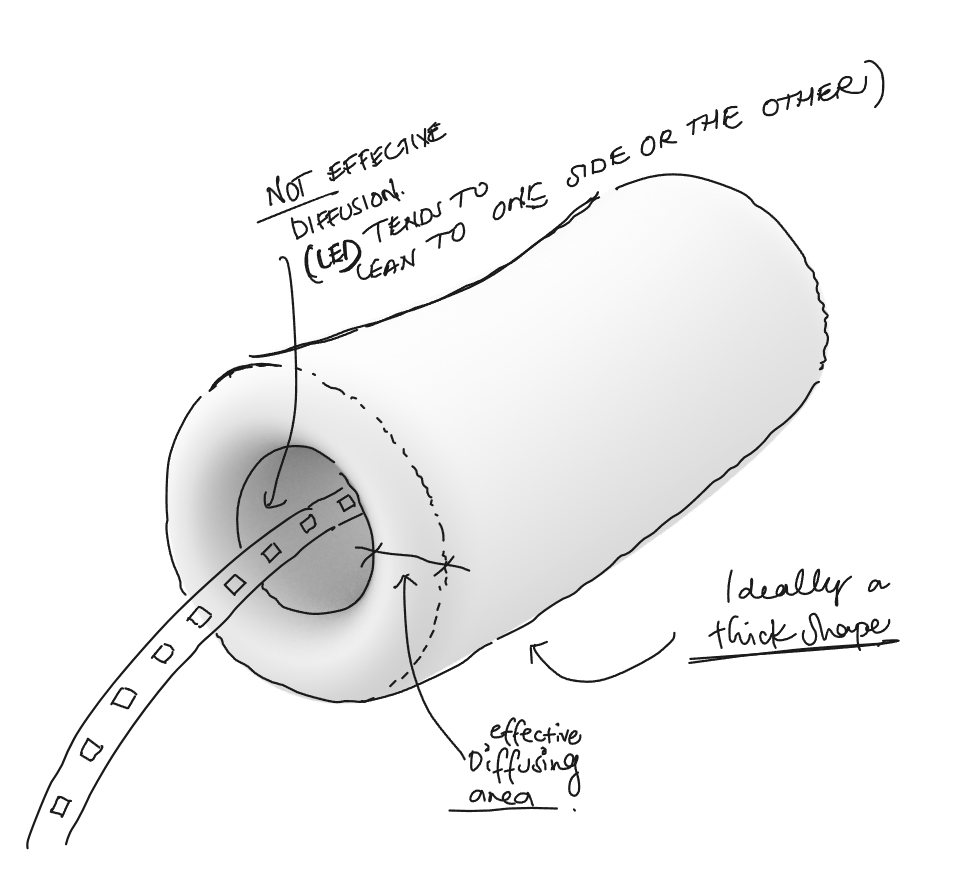 NOT EFFECTIVE
DIFFUSION.
(LED TENDS TO
LEAN TO ONE SIDE OR THE OTHER)
Ideally a
thick shape
effective
Diffusing
area.